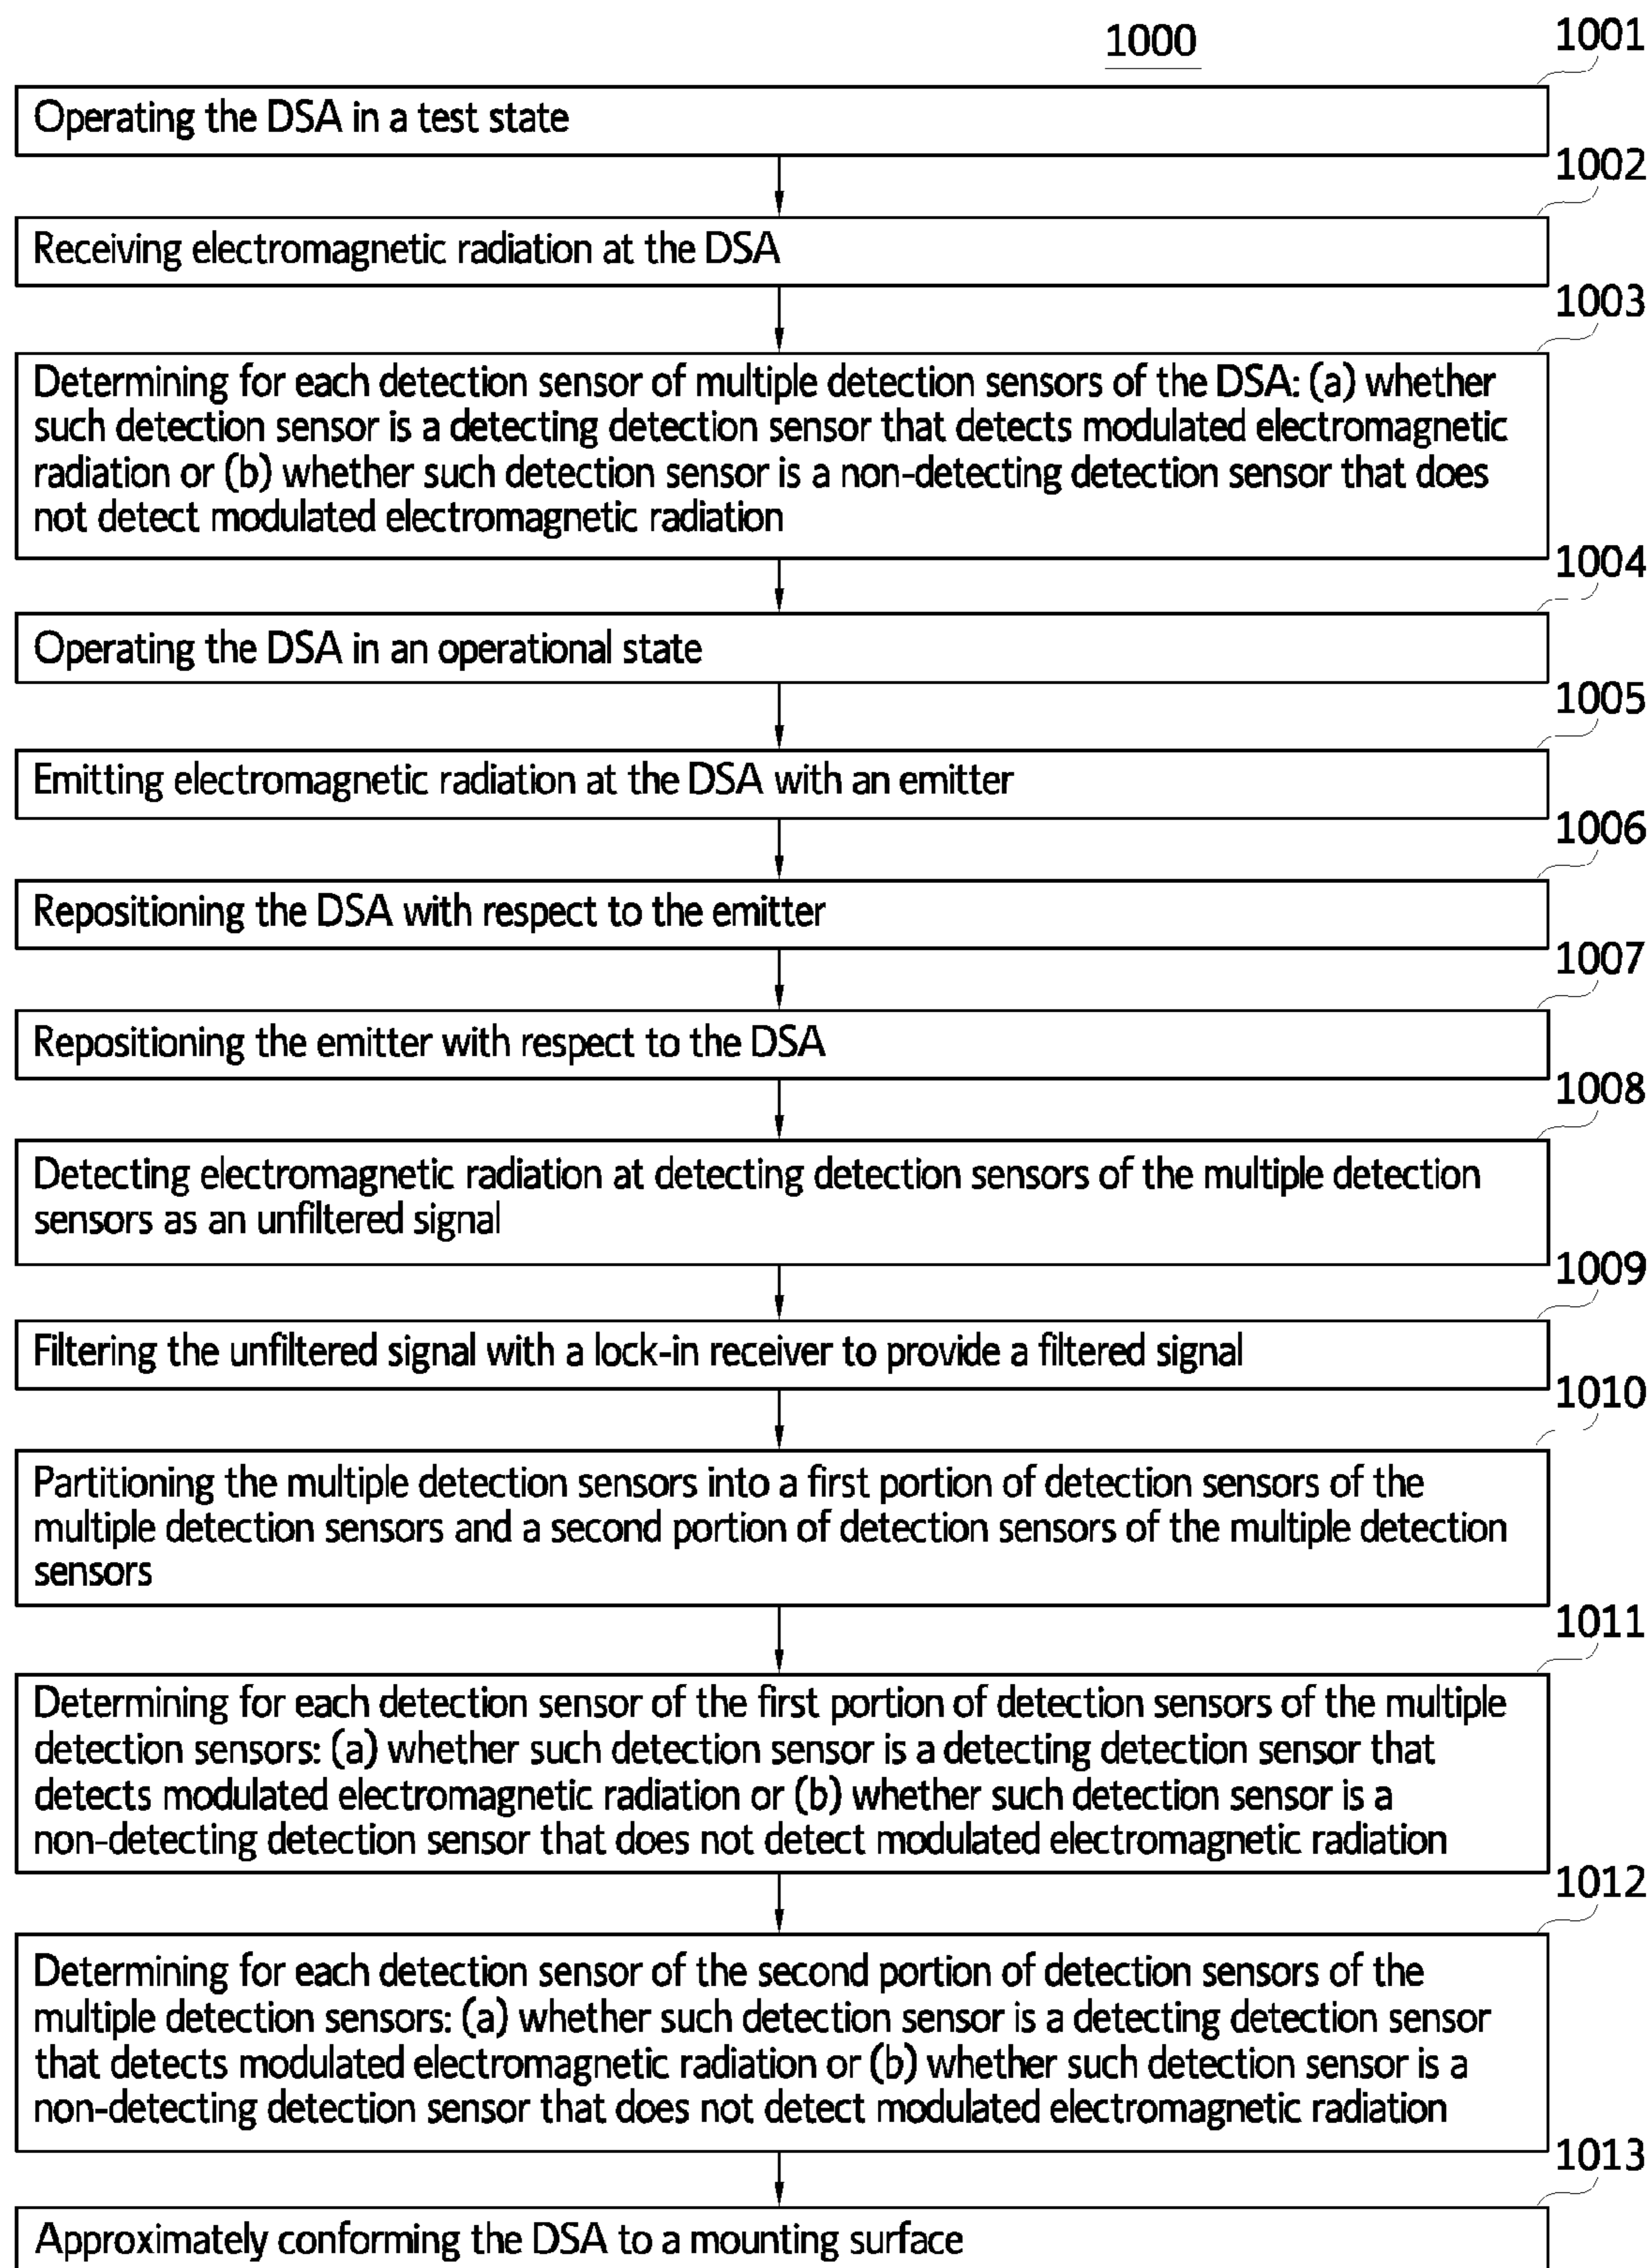 1000
1001
Operating the DSA in a test state
1002
Receiving electromagnetic radiation at the DSA
1003
Determining for each detection sensor of multiple detection sensors of the DSA: (a) whether
such detection sensor is a detecting detection sensor that detects modulated electromagnetic
radiation or (b) whether such detection sensor is a non-detecting detection sensor that does
not detect modulated electromagnetic radiation
1004
Operating the DSA in an operational state
1005
Emitting electromagnetic radiation at the DSA with an emitter
1006
Repositioning the DSA with respect to the emitter
1007
Repositioning the emitter with respect to the DSA
1008
Detecting electromagnetic radiation at detecting detection sensors of the multiple detection
sensors as an unfiltered signal
1009
Filtering the unfiltered signal with a lock-in receiver to provide a filtered signal
1010
Partitioning the multiple detection sensors into a first portion of detection sensors of the
multiple detection sensors and a second portion of detection sensors of the multiple detection
sensors
1011
Determining for each detection sensor of the first portion of detection sensors of the multiple
detection sensors: (a) whether such detection sensor is a detecting detection sensor that
detects modulated electromagnetic radiation or (b) whether such detection sensor is a
non-detecting detection sensor that does not detect modulated electromagnetic radiation
1012
Determining for each detection sensor of the second portion of detection sensors of the
multiple detection sensors: (a) whether such detection sensor is a detecting detection sensor
that detects modulated electromagnetic radiation or (b) whether such detection sensor is a
non-detecting detection sensor that does not detect modulated electromagnetic radiation
1013
Approximately conforming the DSA to a mounting surface